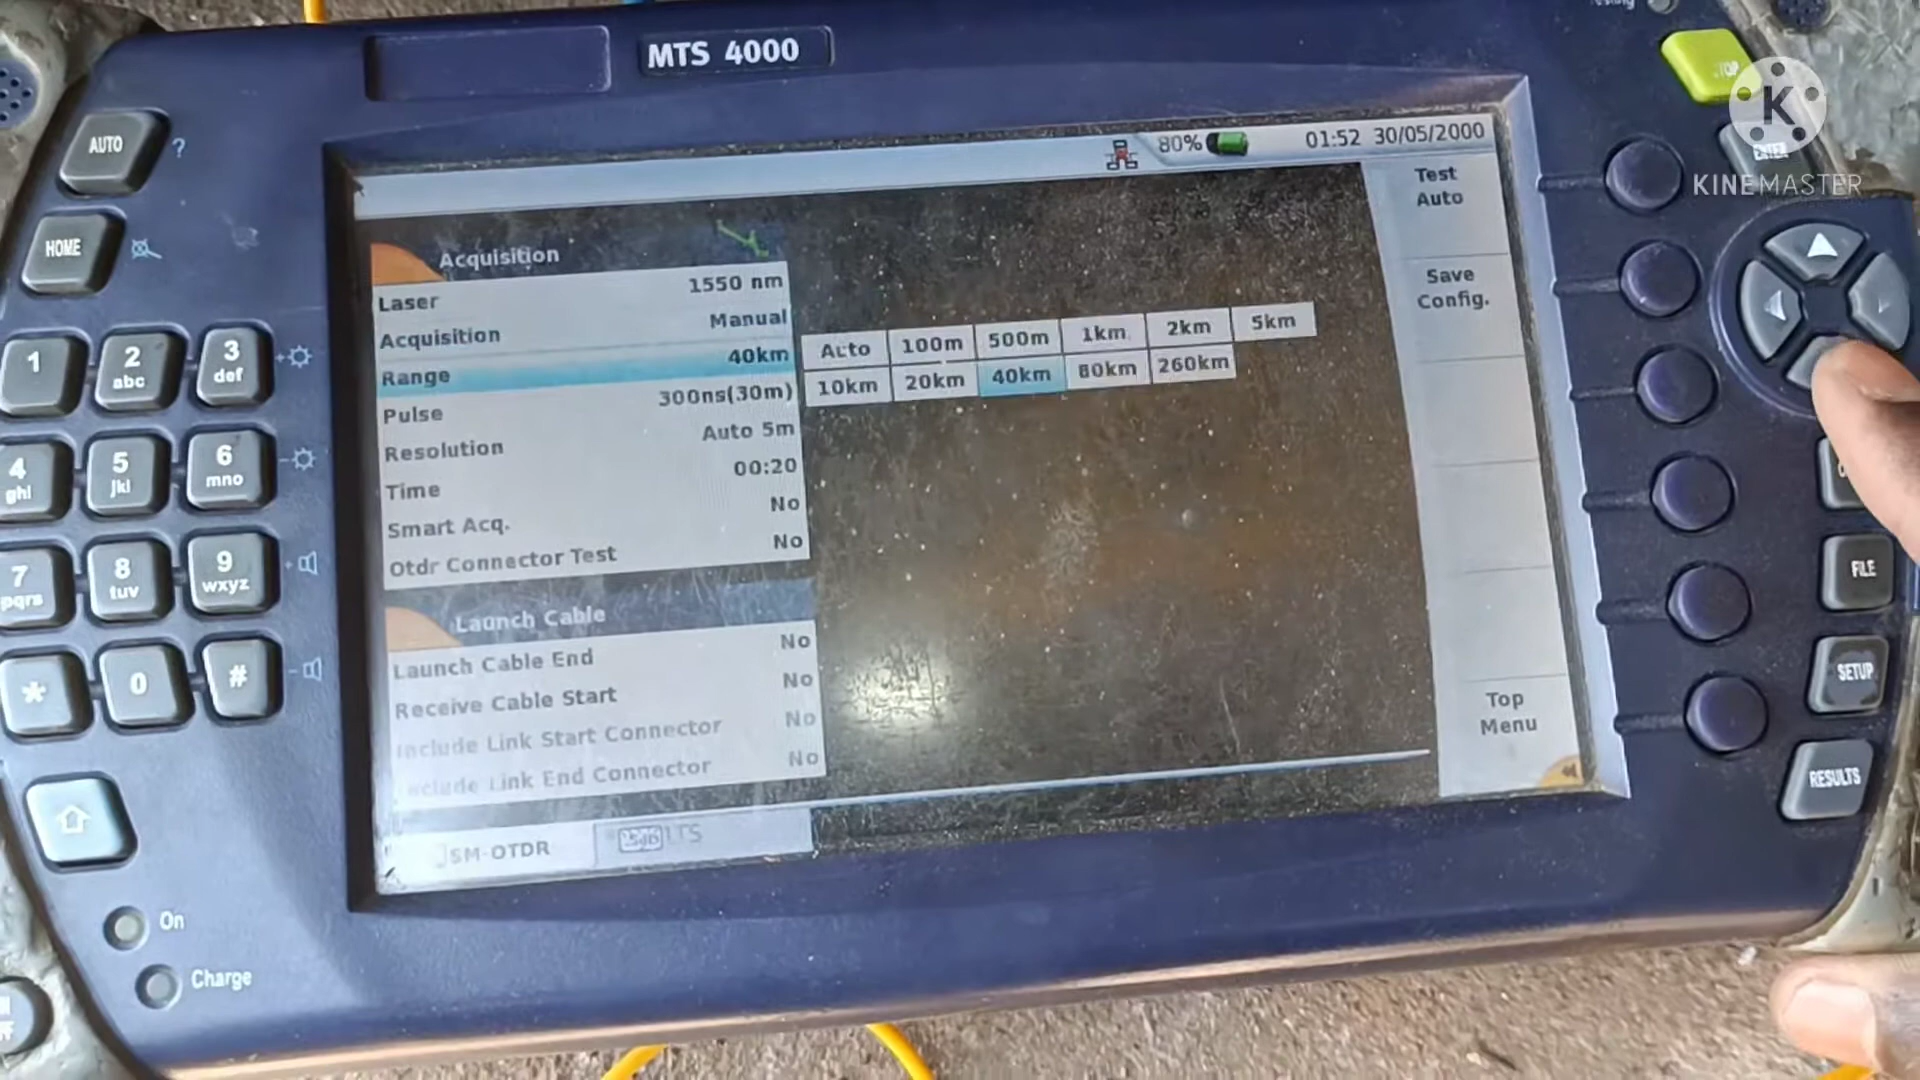 MTS 4000
80% 01:52 30/05/2000
STOP
ENTER
KINEMASTER
AUTO ?
HOME
1
2 abc
3 def
4 ghi
5 jkl
6 mno
7 pqrs
8 tuv
9 wxyz
*
0
#
On
Charge
Acquisition
Laser 1550 nm
Acquisition Manual
Range 40km
Pulse 300ns(30m)
Resolution Auto 5m
Time 00:20
Smart Acq. No
Otdr Connector Test No
Auto 100m 500m 1km 2km 5km
10km 20km 40km 80km 260km
Launch Cable
Launch Cable End No
Receive Cable Start No
Include Link Start Connector No
Include Link End Connector No
SM-OTDR
Test
Auto
Save
Config.
Top
Menu
FILE
SETUP
RESULTS